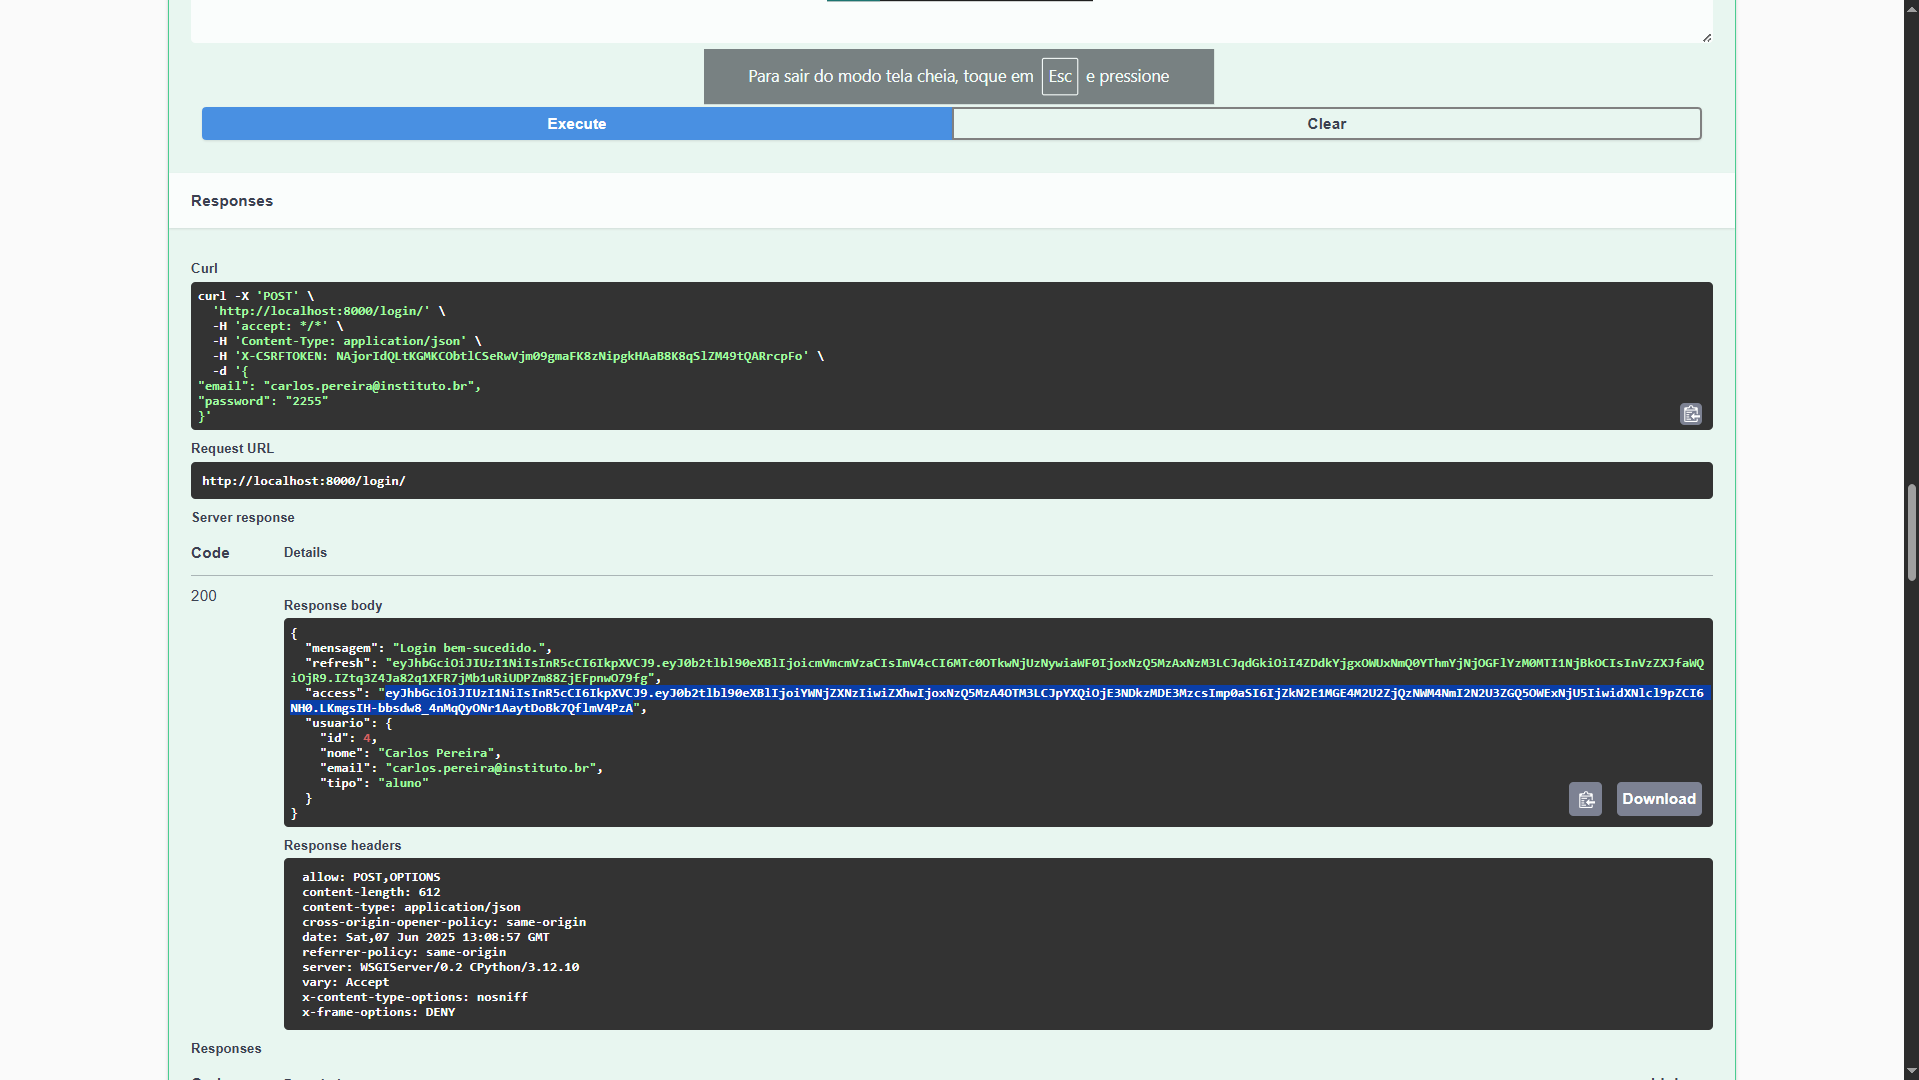 Para sair do modo tela cheia, toque em Esc e pressione
Execute
Clear
Responses
Curl
curl -X 'POST' \
'http://localhost:8000/login/' \
-H 'accept: */*' \
-H 'Content-Type: application/json' \
-H 'X-CSRFTOKEN: NAjorIdQLtKGMKCObtlCSeRwVjm09gmaFK8zNipgkHAaB8K8qSlZM49tQARrcpFo' \
-d '{
"email": "carlos.pereira@instituto.br",
"password": "2255"
}'
Request URL
http://localhost:8000/login/
Server response
Code
Details
200
Response body
{
"mensagem": "Login bem-sucedido.",
"refresh": "eyJhbGciOiJIUzI1NiIsInR5cCI6IkpXVCJ9.eyJ0b2tlbl90eXBlIjoicmVmcmVzaCIsImV4cCI6MTc0OTkwNjUzNywiaWF0IjoxNzQ5MzAxNzM3LCJqdGkiOiI4ZDdkYjgxOWUxNmQ0YThmYjNjOGFlYzM0MTI1NjBkOCIsInVzZXJfaWQ
iOjR9.IZtq3Z4Ja82q1XFR7jMb1uRiUDPZm88ZjEFpnwO79fg",
"access": "eyJhbGciOiJIUzI1NiIsInR5cCI6IkpXVCJ9.eyJ0b2tlbl90eXBlIjoiYWNjZXNzIiwiZXhwIjoxNzQ5MzA4OTM3LCJpYXQiOjE3NDkzMDE3MzcsImp0aSI6IjZkN2E1MGE4M2U2ZjQzNWM4NmI2N2U3ZGQ5OWExNjU5IiwidXNlcl9pZCI6
NH0.LKmgsIH-bbsdw8_4nMqQyONr1AaytDoBk7QflmV4PzA",
"usuario": {
"id": 4,
"nome": "Carlos Pereira",
"email": "carlos.pereira@instituto.br",
"tipo": "aluno"
}
}
Download
Response headers
allow: POST,OPTIONS
content-length: 612
content-type: application/json
cross-origin-opener-policy: same-origin
date: Sat,07 Jun 2025 13:08:57 GMT
referrer-policy: same-origin
server: WSGIServer/0.2 CPython/3.12.10
vary: Accept
x-content-type-options: nosniff
x-frame-options: DENY
Responses